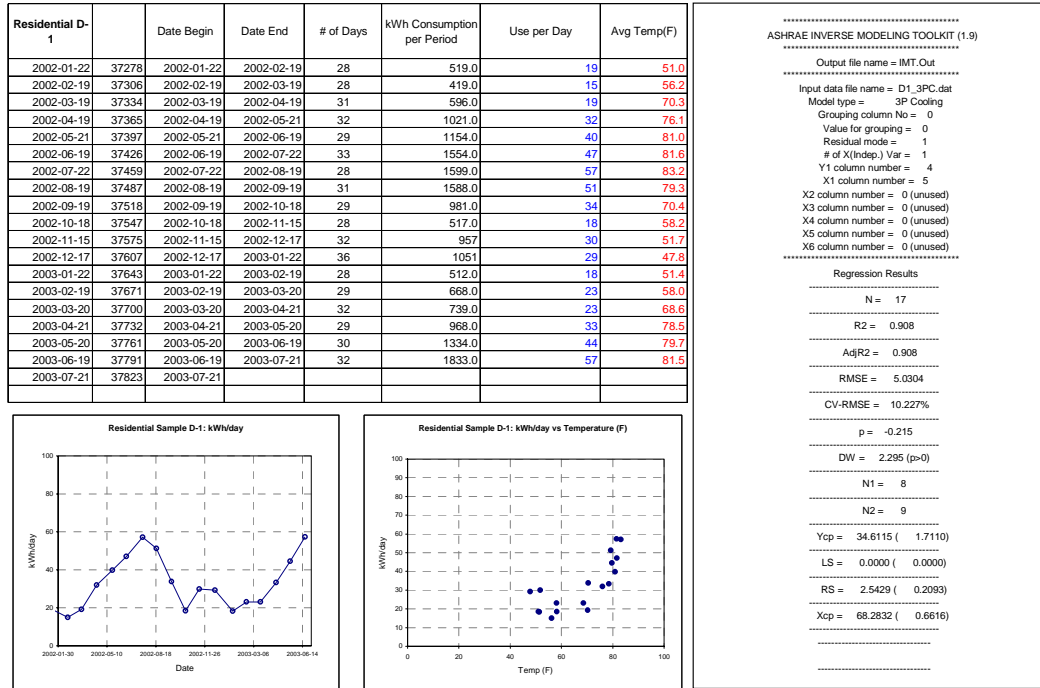 Residential D-1 Date Begin Date End # of Days kWh Consumption per Period Use per Day Avg Temp(F)
2002-01-22 37278 2002-01-22 2002-02-19 28 519.0 19 51.0
2002-02-19 37306 2002-02-19 2002-03-19 28 419.0 15 56.2
2002-03-19 37334 2002-03-19 2002-04-19 31 596.0 19 70.3
2002-04-19 37365 2002-04-19 2002-05-21 32 1021.0 32 76.1
2002-05-21 37397 2002-05-21 2002-06-19 29 1154.0 40 81.0
2002-06-19 37426 2002-06-19 2002-07-22 33 1554.0 47 81.6
2002-07-22 37459 2002-07-22 2002-08-19 28 1599.0 57 83.2
2002-08-19 37487 2002-08-19 2002-09-19 31 1588.0 51 79.3
2002-09-19 37518 2002-09-19 2002-10-18 29 981.0 34 70.4
2002-10-18 37547 2002-10-18 2002-11-15 28 517.0 18 58.2
2002-11-15 37575 2002-11-15 2002-12-17 32 957 30 51.7
2002-12-17 37607 2002-12-17 2003-01-22 36 1051 29 47.8
2003-01-22 37643 2003-01-22 2003-02-19 28 512.0 18 51.4
2003-02-19 37671 2003-02-19 2003-03-20 29 668.0 23 58.0
2003-03-20 37700 2003-03-20 2003-04-21 32 739.0 23 68.6
2003-04-21 37732 2003-04-21 2003-05-20 29 968.0 33 78.5
2003-05-20 37761 2003-05-20 2003-06-19 30 1334.0 44 79.7
2003-06-19 37791 2003-06-19 2003-07-21 32 1833.0 57 81.5
2003-07-21 37823 2003-07-21
Residential Sample D-1: kWh/day
100
80
60
40
20
0
kWh/day
2002-01-30 2002-05-10 2002-08-18 2002-11-26 2003-03-06 2003-06-14
Date
Residential Sample D-1: kWh/day vs Temperature (F)
100
90
80
70
60
50
40
30
20
10
0
kWh/day
0 20 40 60 80 100
Temp (F)
********************************************
ASHRAE INVERSE MODELING TOOLKIT (1.9)
********************************************
Output file name = IMT.Out
********************************************
Input data file name = D1_3PC.dat
Model type = 3P Cooling
Grouping column No = 0
Value for grouping = 0
Residual mode = 1
# of X(Indep.) Var = 1
Y1 column number = 4
X1 column number = 5
X2 column number = 0 (unused)
X3 column number = 0 (unused)
X4 column number = 0 (unused)
X5 column number = 0 (unused)
X6 column number = 0 (unused)
********************************************
Regression Results
----------------------------------------
N = 17
----------------------------------------
R2 = 0.908
----------------------------------------
AdjR2 = 0.908
----------------------------------------
RMSE = 5.0304
----------------------------------------
CV-RMSE = 10.227%
----------------------------------------
p = -0.215
----------------------------------------
DW = 2.295 (p>0)
----------------------------------------
N1 = 8
----------------------------------------
N2 = 9
----------------------------------------
Ycp = 34.6115 ( 1.7110)
----------------------------------------
LS = 0.0000 ( 0.0000)
----------------------------------------
RS = 2.5429 ( 0.2093)
----------------------------------------
Xcp = 68.2832 ( 0.6616)
----------------------------------------
----------------------------------
----------------------------------